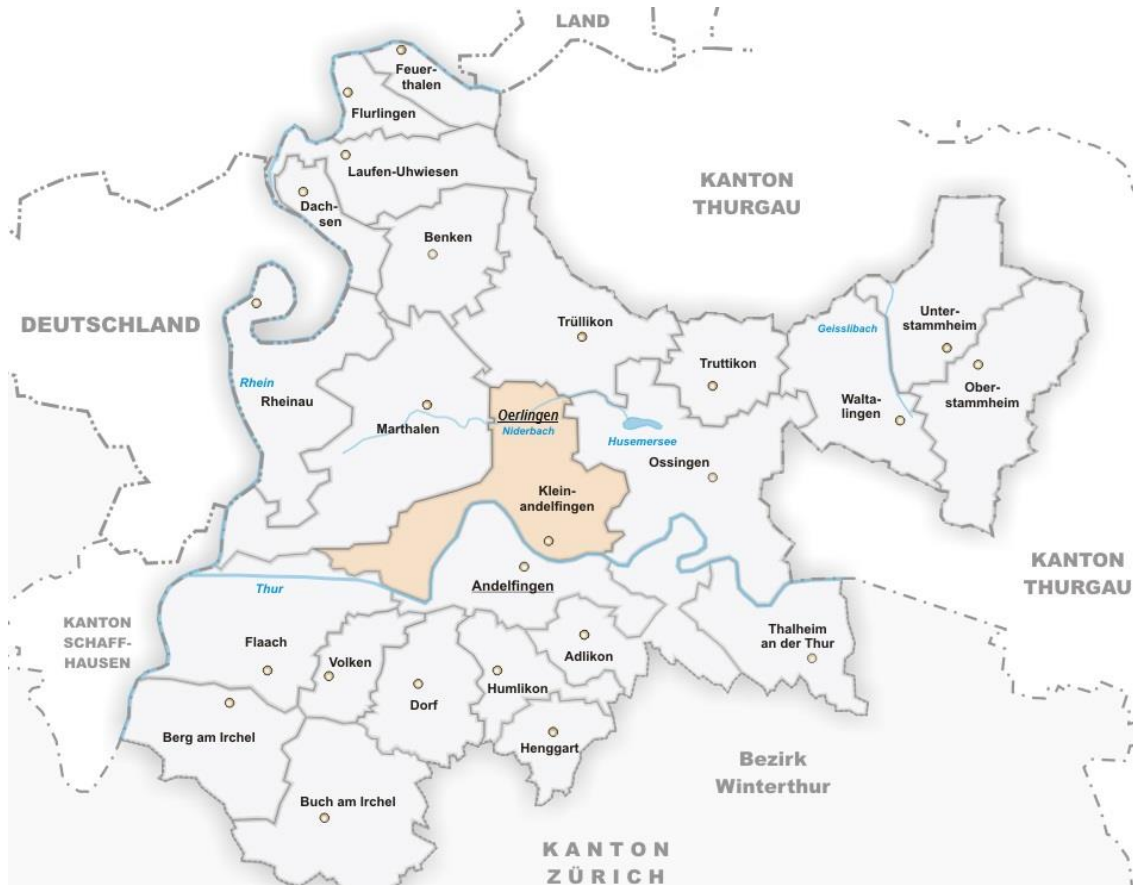 LAND
Feuer-
thalen
Flurlingen
Laufen-Uhwiesen
KANTON
THURGAU
Dach-
sen
Benken
DEUTSCHLAND
Trüllikon
Unter-
stammheim
Geisslibach
Truttikon
Rhein
Rheinau
Ober-
stammheim
Walta-
lingen
Oerlingen
Niderbach
Marthalen
Husemersee
Ossingen
Klein-
andelfingen
KANTON
THURGAU
Thur
Andelfingen
KANTON
SCHAFF-
HAUSEN
Thalheim
an der Thur
Flaach
Volken
Adlikon
Humlikon
Dorf
Berg am Irchel
Henggart
Bezirk
Winterthur
Buch am Irchel
KANTON
ZÜRICH